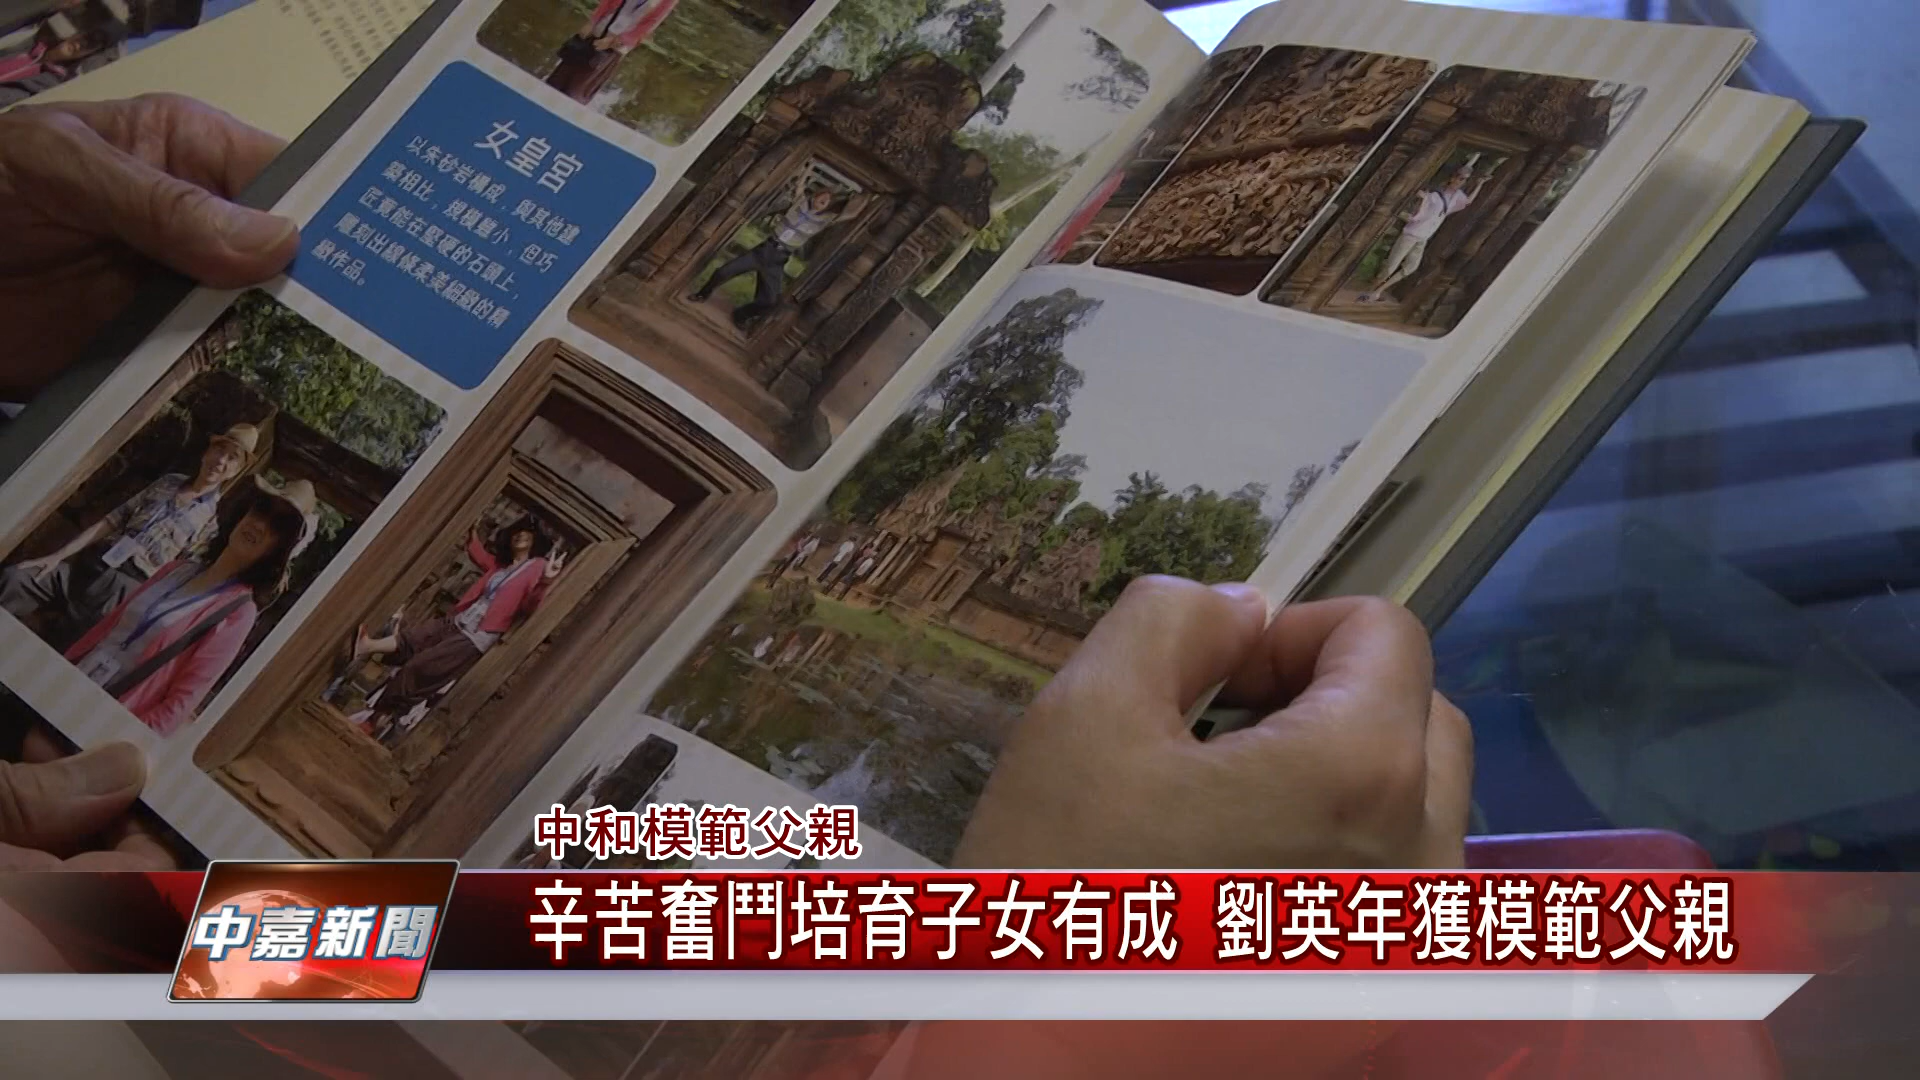 女皇宮
以朱砂岩構成，與其他建
築相比，規模雖小，但巧
匠竟能在堅硬的石頭上，
雕刻出線條柔美細緻的精
緻作品。
中和模範父親
中嘉新聞
辛苦奮鬥培育子女有成 劉英年獲模範父親